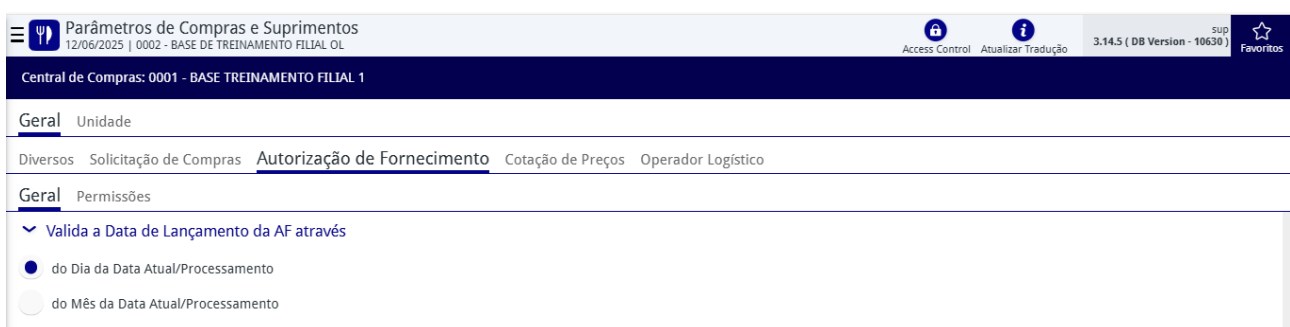 Parâmetros de Compras e Suprimentos
12/06/2025 | 0002 - BASE DE TREINAMENTO FILIAL OL
Access Control
Atualizar Tradução
sup
3.14.5 ( DB Version - 10630 )
Favoritos
Central de Compras: 0001 - BASE TREINAMENTO FILIAL 1
Geral Unidade
Diversos Solicitação de Compras Autorização de Fornecimento Cotação de Preços Operador Logístico
Geral Permissões
Valida a Data de Lançamento da AF através
do Dia da Data Atual/Processamento
do Mês da Data Atual/Processamento